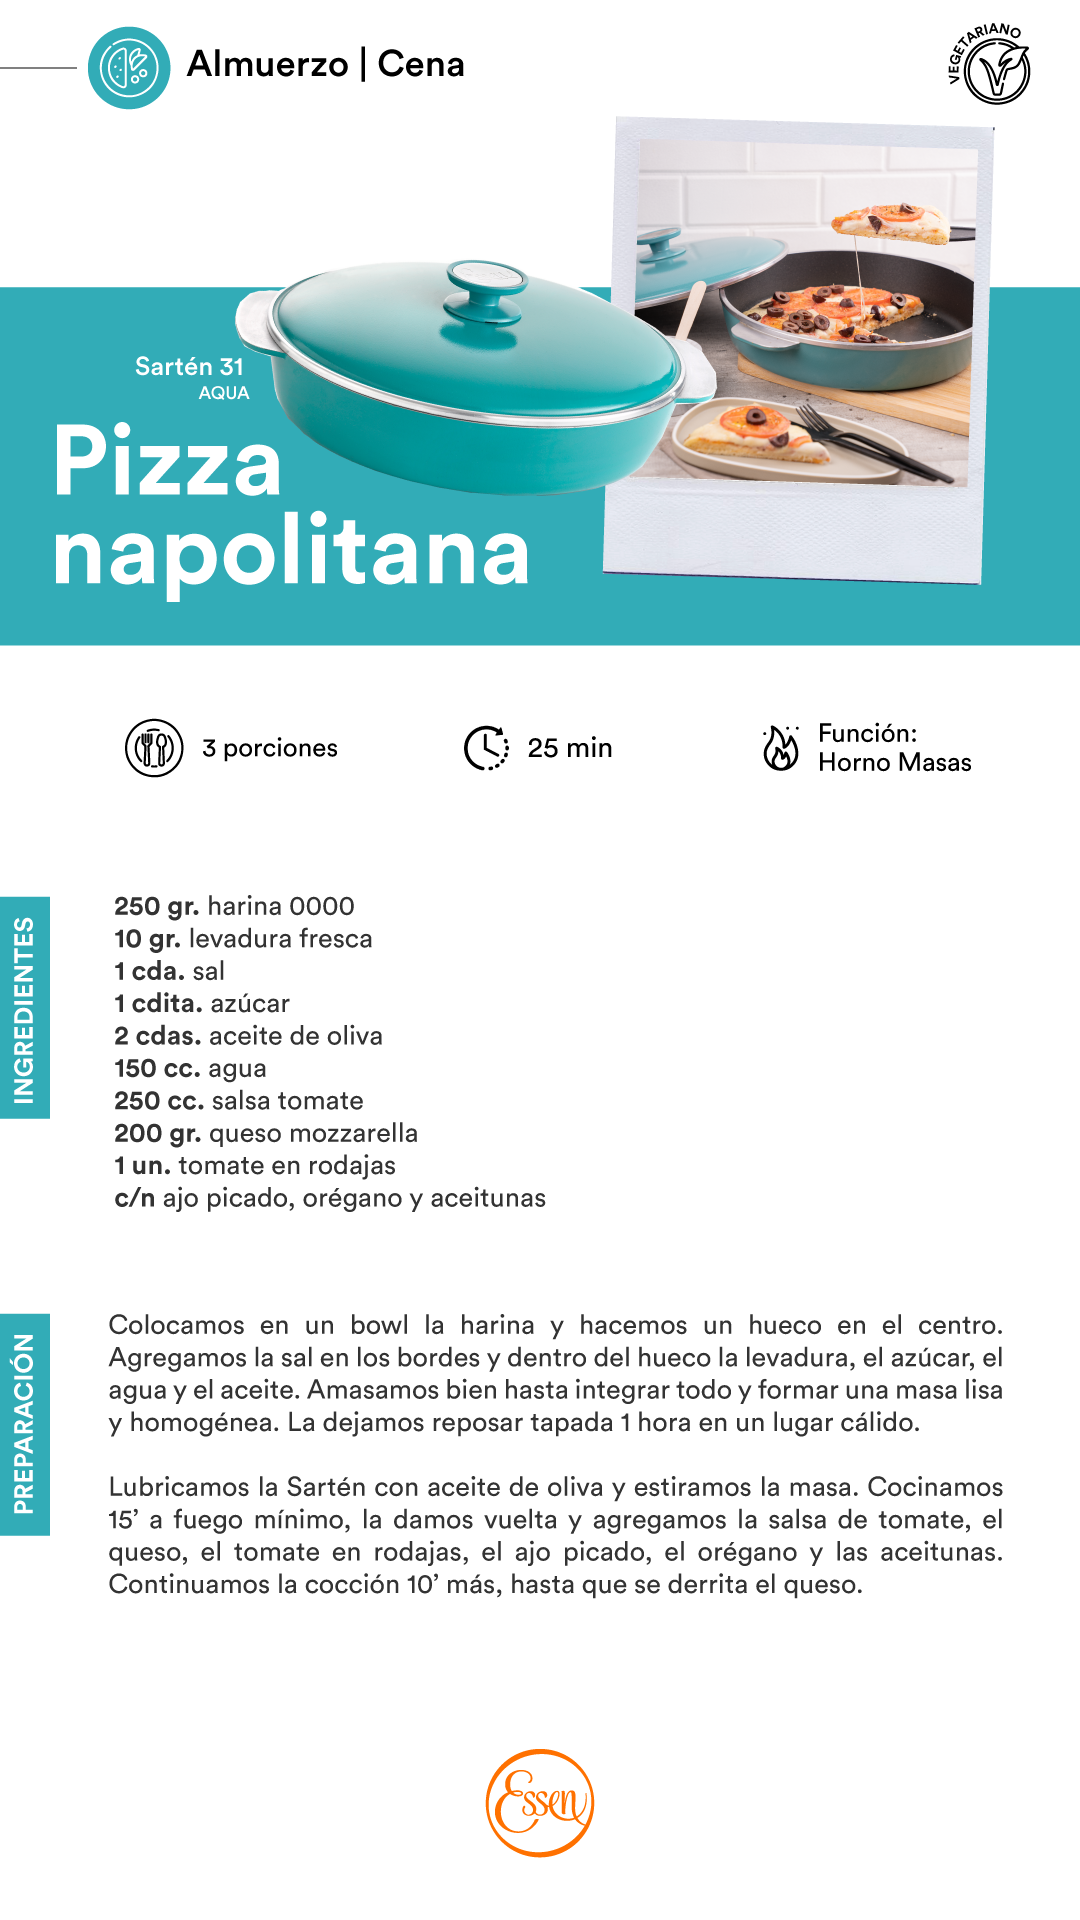 Almuerzo | Cena
VEGETARIANO
Sartén 31
AQUA
Pizza
napolitana
3 porciones
25 min
Función:
Horno Masas
INGREDIENTES
250 gr. harina 0000
10 gr. levadura fresca
1 cda. sal
1 cdita. azúcar
2 cdas. aceite de oliva
150 cc. agua
250 cc. salsa tomate
200 gr. queso mozzarella
1 un. tomate en rodajas
c/n ajo picado, orégano y aceitunas
PREPARACIÓN
Colocamos en un bowl la harina y hacemos un hueco en el centro.
Agregamos la sal en los bordes y dentro del hueco la levadura, el azúcar, el
agua y el aceite. Amasamos bien hasta integrar todo y formar una masa lisa
y homogénea. La dejamos reposar tapada 1 hora en un lugar cálido.
Lubricamos la Sartén con aceite de oliva y estiramos la masa. Cocinamos
15’ a fuego mínimo, la damos vuelta y agregamos la salsa de tomate, el
queso, el tomate en rodajas, el ajo picado, el orégano y las aceitunas.
Continuamos la cocción 10’ más, hasta que se derrita el queso.
Essen